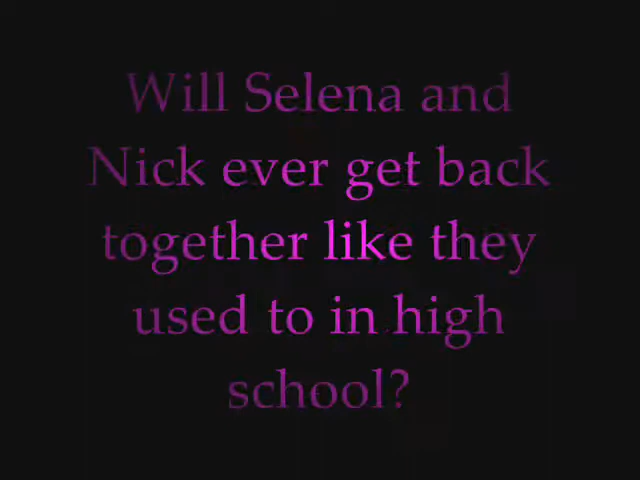 Will Selena and
Nick ever get back
together like they
used to in high
school?